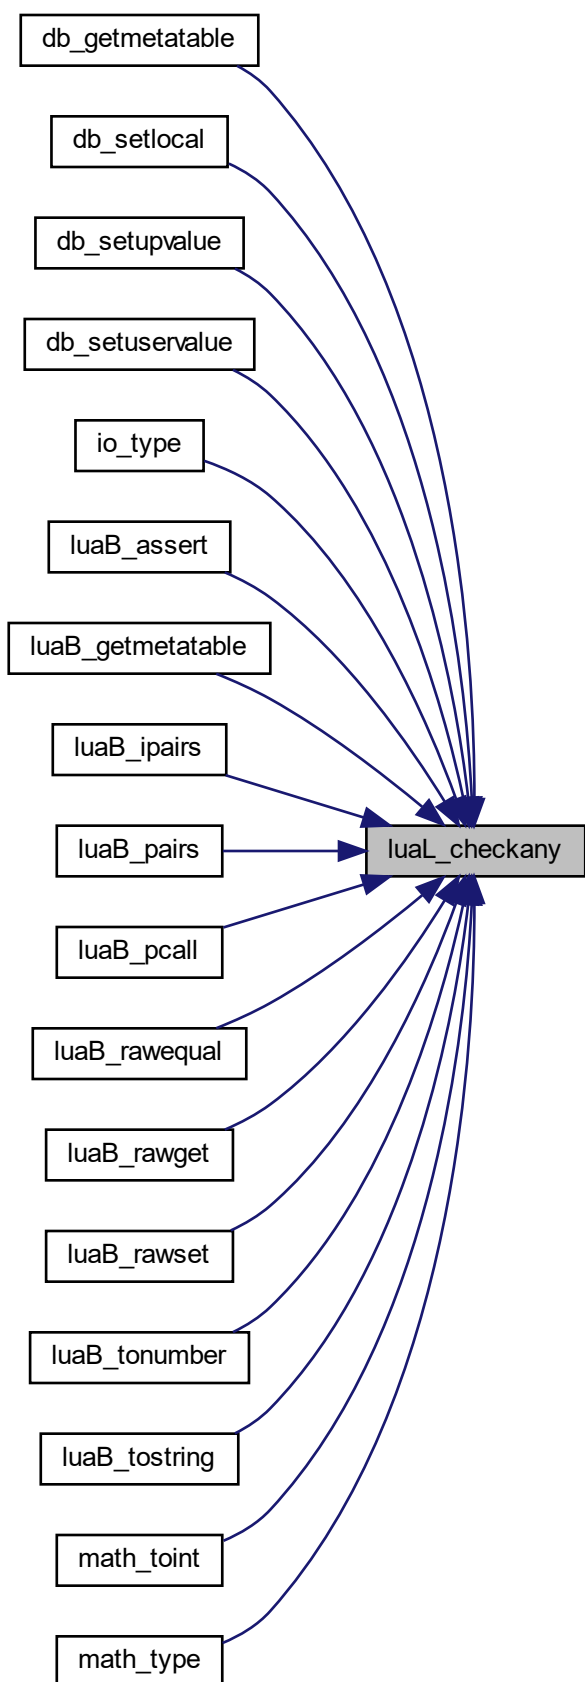 db_getmetatable
db_setlocal
db_setupvalue
db_setuservalue
io_type
luaB_assert
luaB_getmetatable
luaB_ipairs
luaB_pairs
luaL_checkany
luaB_pcall
luaB_rawequal
luaB_rawget
luaB_rawset
luaB_tonumber
luaB_tostring
math_toint
math_type